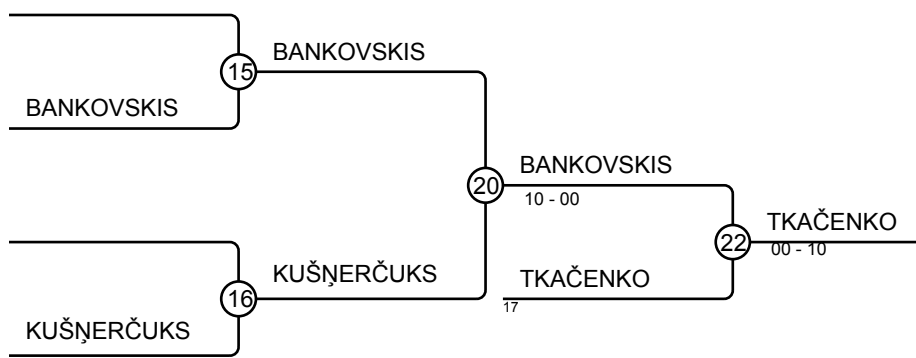 BANKOVSKIS
15
BANKOVSKIS
BANKOVSKIS
20
10 - 00
TKAČENKO
22
00 - 10
KUŠŅERČUKS
TKAČENKO
16
17
KUŠŅERČUKS